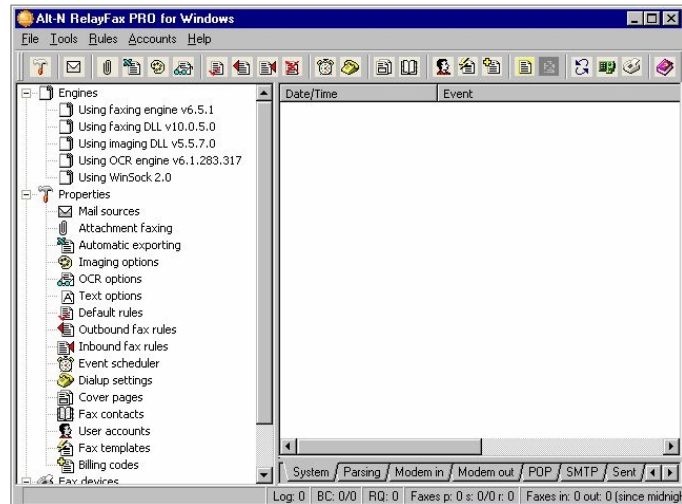 Alt-N RelayFax PRO for Windows
File Tools Rules Accounts Help
Engines
Using faxing engine v6.5.1
Using faxing DLL v10.0.5.0
Using imaging DLL v5.5.7.0
Using OCR engine v6.1.283.317
Using WinSock 2.0
Properties
Mail sources
Attachment faxing
Automatic exporting
Imaging options
OCR options
Text options
Default rules
Outbound fax rules
Inbound fax rules
Event scheduler
Dialup settings
Cover pages
Fax contacts
User accounts
Fax templates
Billing codes
Fax devices
Date/Time Event
System Parsing Modem in Modem out POP SMTP Sent
Log: 0 BC: 0/0 RQ: 0 Faxes p: 0 s: 0/0 r: 0 Faxes in: 0 out: 0 (since midnig